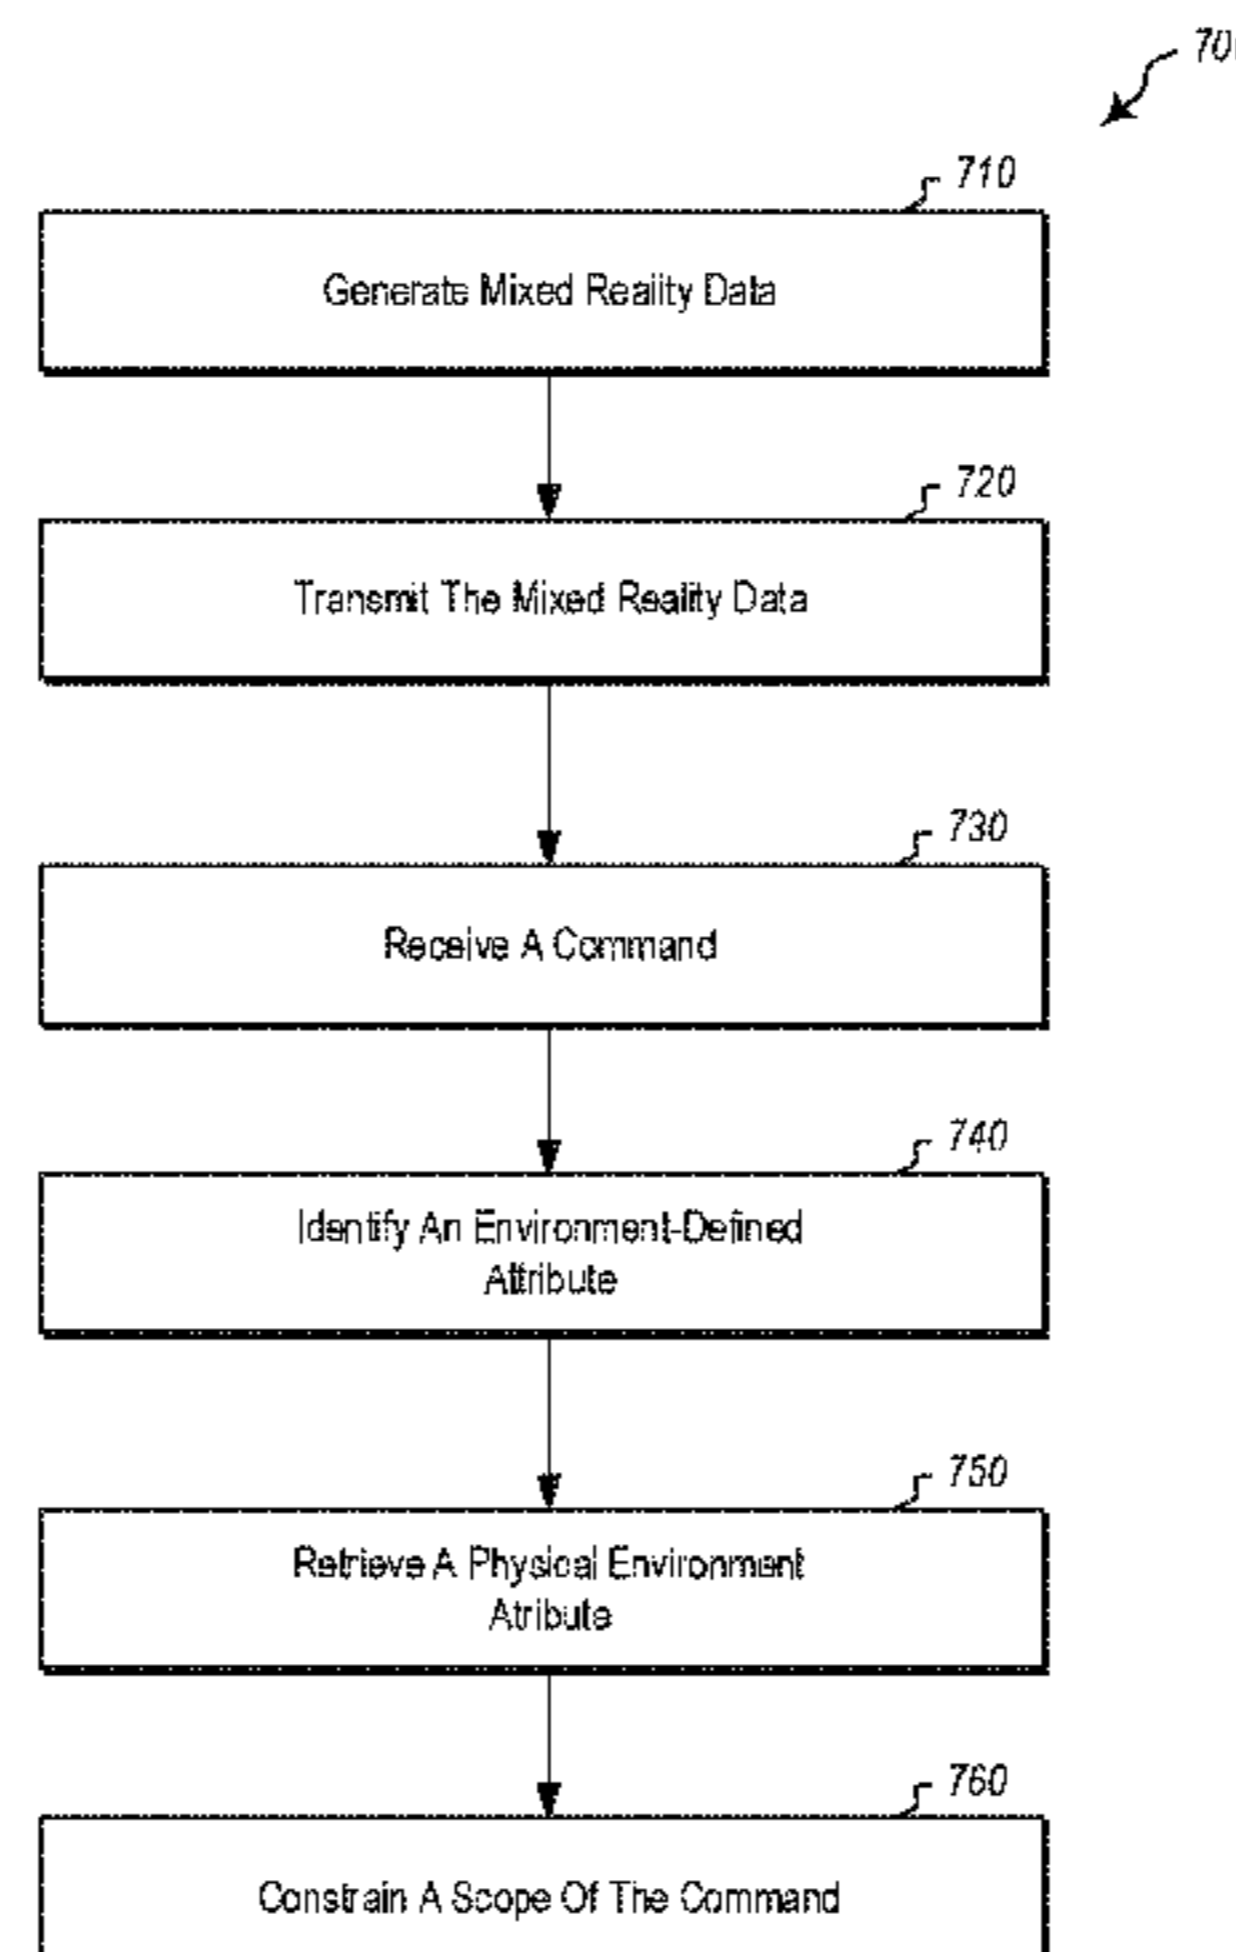 70
710
Generate Mixed Reality Data
720
Transmit The Mixed Reality Data
730
Receive A Command
740
Identify An Environment-Defined
Attribute
750
Retrieve A Physical Environment
Atribute
760
Constrain A Scope Of The Command